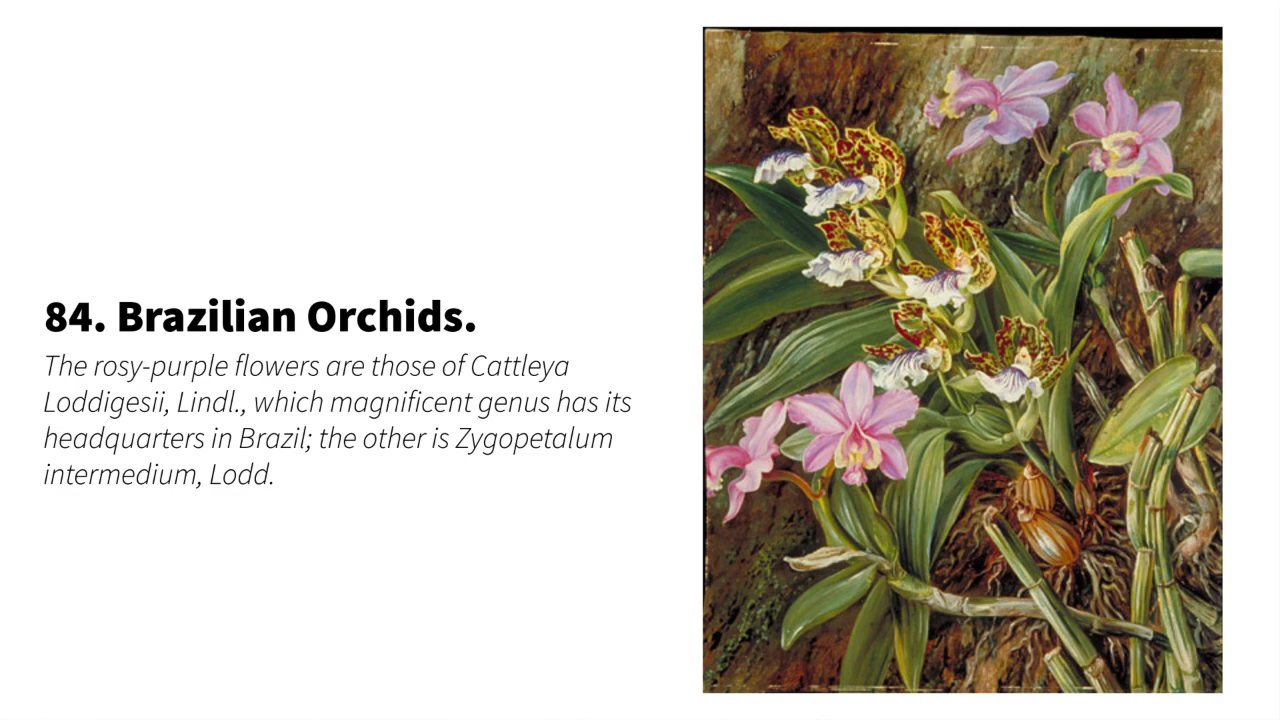 84. Brazilian Orchids.
The rosy-purple flowers are those of Cattleya
Loddigesii, Lindl., which magnificent genus has its
headquarters in Brazil; the other is Zygopetalum
intermedium, Lodd.